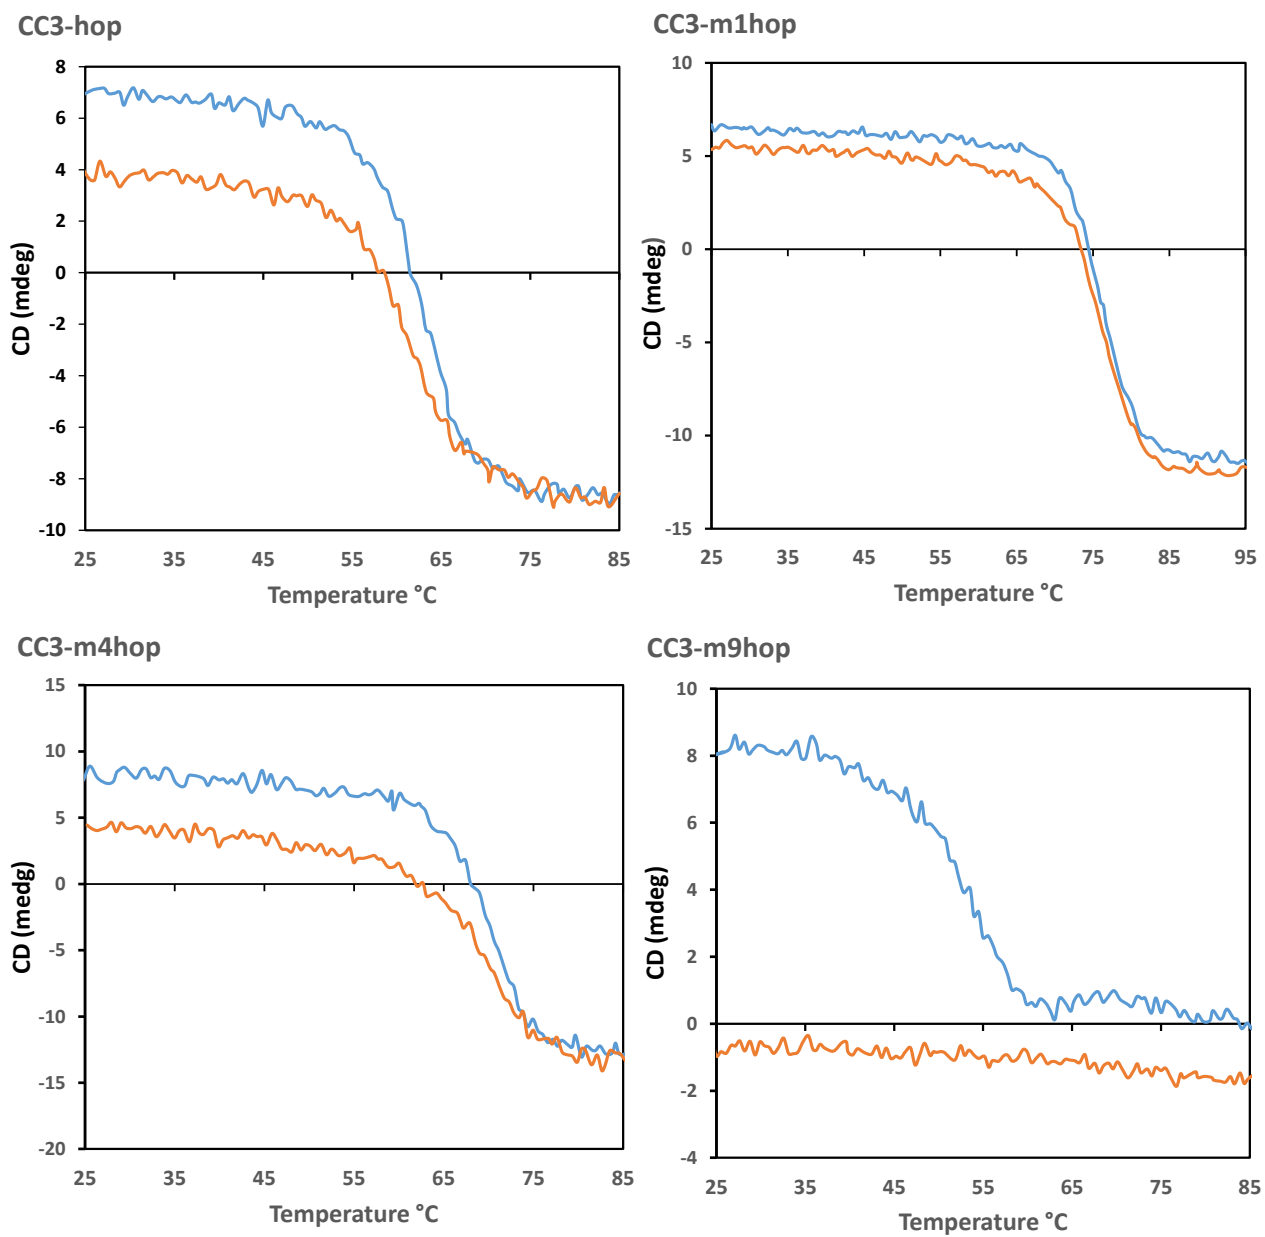 CC3-hop
8
6
4
2
0
-2
-4
-6
-8
-10
CD (mdeg)
25 35 45 55 65 75 85
Temperature °C
CC3-m1hop
10
5
0
-5
-10
-15
CD (mdeg)
25 35 45 55 65 75 85 95
Temperature °C
CC3-m4hop
15
10
5
0
-5
-10
-15
-20
CD (medg)
25 35 45 55 65 75 85
Temperature °C
CC3-m9hop
10
8
6
4
2
0
-2
-4
CD (mdeg)
25 35 45 55 65 75 85
Temperature °C